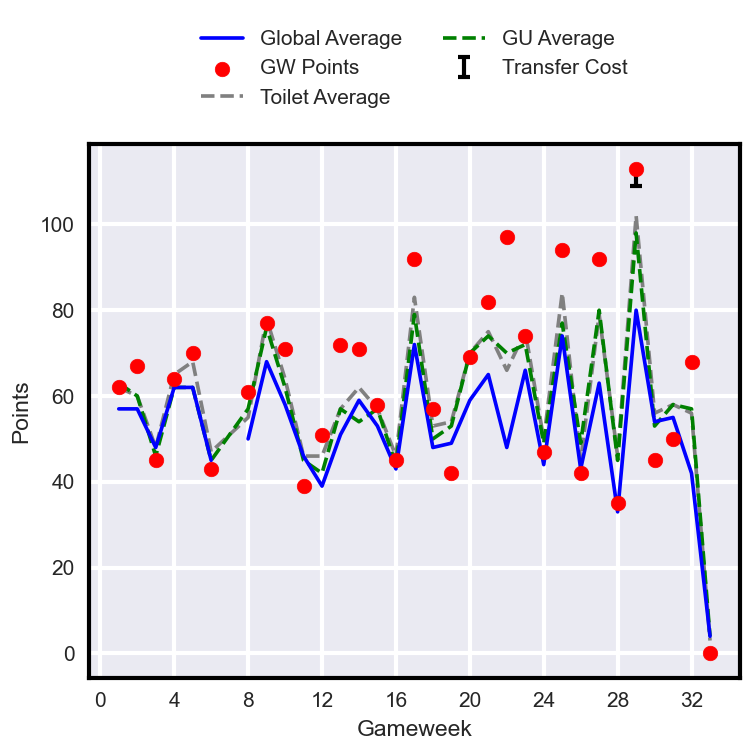 Global Average
GW Points
Toilet Average
GU Average
Transfer Cost
Points
100
80
60
40
20
0
0 4 8 12 16 20 24 28 32
Gameweek